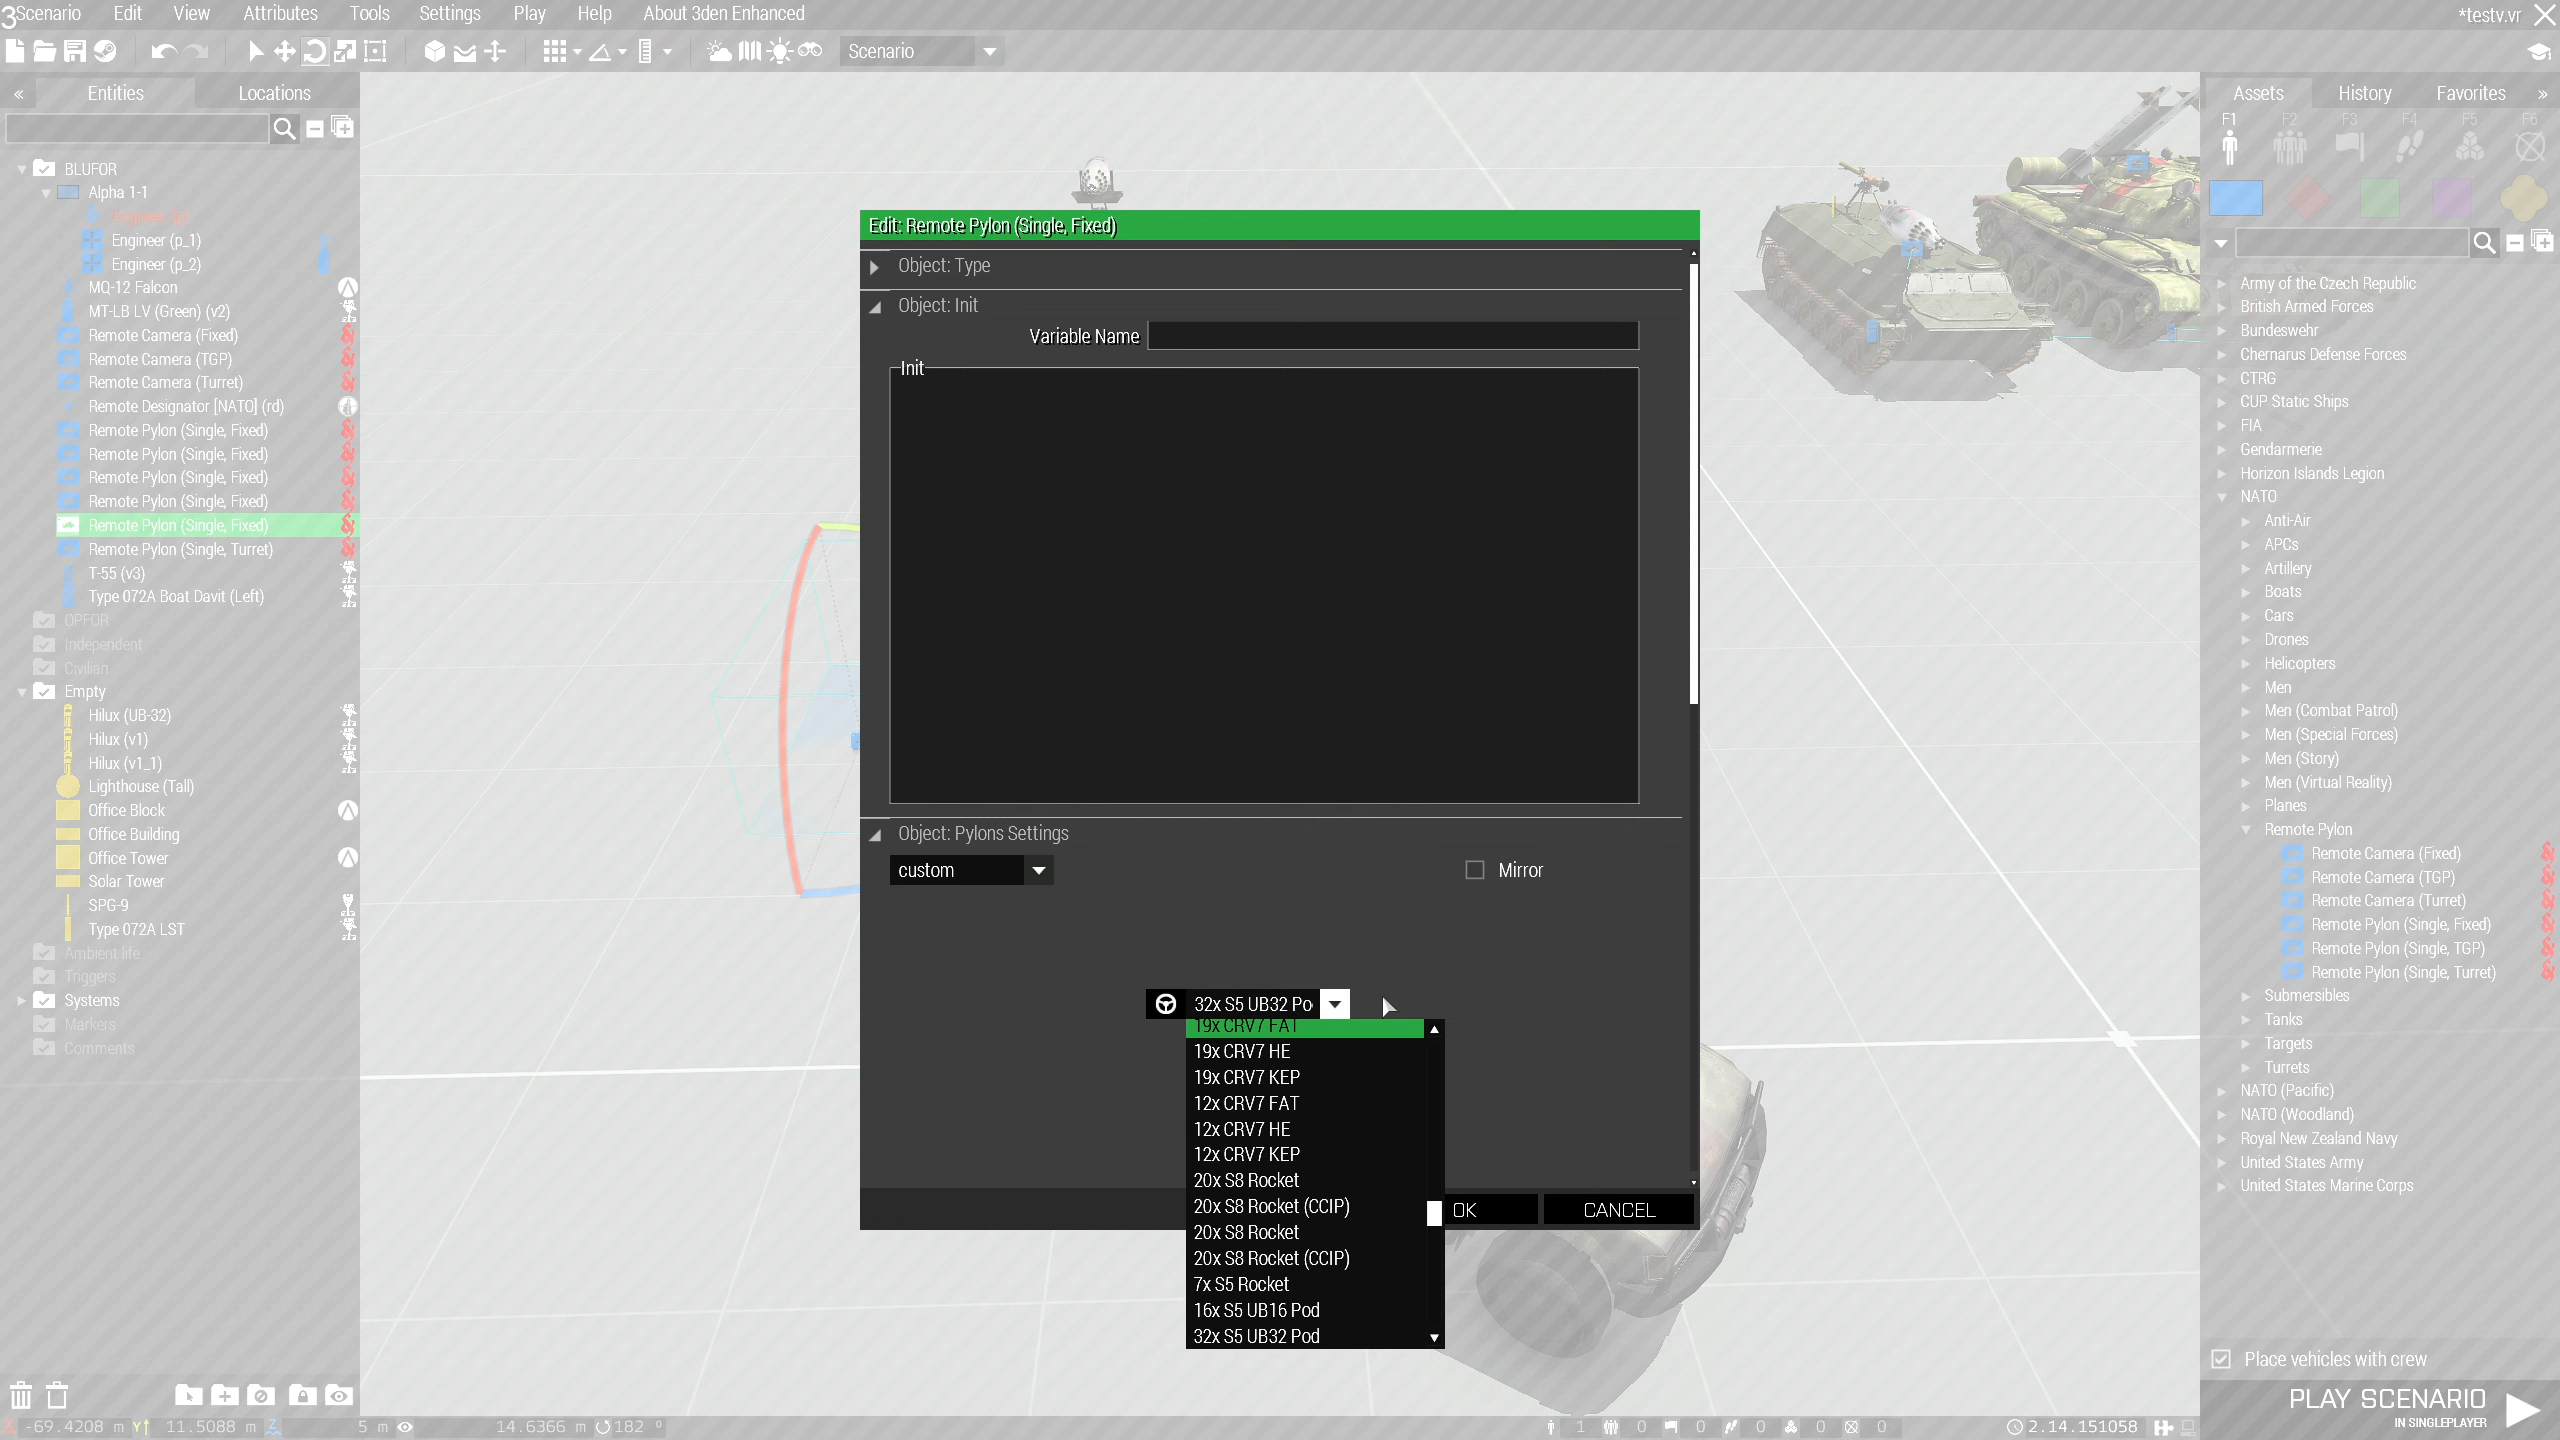 Scenario Edit View Attributes Tools Settings Play Help About 3den Enhanced
*testv.vr
Scenario
Entities Locations
BLUFOR
Alpha 1-1
Engineer (p)
Engineer (p_1)
Engineer (p_2)
MQ-12 Falcon
MT-LB LV (Green) (v2)
Remote Camera (Fixed)
Remote Camera (TGP)
Remote Camera (Turret)
Remote Designator [NATO] (rd)
Remote Pylon (Single, Fixed)
Remote Pylon (Single, Fixed)
Remote Pylon (Single, Fixed)
Remote Pylon (Single, Fixed)
Remote Pylon (Single, Fixed)
Remote Pylon (Single, Turret)
T-55 (v3)
Type 072A Boat Davit (Left)
OPFOR
Independent
Civilian
Empty
Hilux (UB-32)
Hilux (v1)
Hilux (v1_1)
Lighthouse (Tall)
Office Block
Office Building
Office Tower
Solar Tower
SPG-9
Type 072A LST
Ambient life
Triggers
Systems
Markers
Comments
Edit: Remote Pylon (Single, Fixed)
Object: Type
Object: Init
Variable Name
Init
Object: Pylons Settings
custom
Mirror
32x S5 UB32 Po
19x CRV7 FAT
19x CRV7 HE
19x CRV7 KEP
12x CRV7 FAT
12x CRV7 HE
12x CRV7 KEP
20x S8 Rocket
20x S8 Rocket (CCIP)
20x S8 Rocket
20x S8 Rocket (CCIP)
7x S5 Rocket
16x S5 UB16 Pod
32x S5 UB32 Pod
OK CANCEL
Assets History Favorites
F1 F2 F3 F4 F5 F6
Army of the Czech Republic
British Armed Forces
Bundeswehr
Chernarus Defense Forces
CTRG
CUP Static Ships
FIA
Gendarmerie
Horizon Islands Legion
NATO
Anti-Air
APCs
Artillery
Boats
Cars
Drones
Helicopters
Men
Men (Combat Patrol)
Men (Special Forces)
Men (Story)
Men (Virtual Reality)
Planes
Remote Pylon
Remote Camera (Fixed)
Remote Camera (TGP)
Remote Camera (Turret)
Remote Pylon (Single, Fixed)
Remote Pylon (Single, TGP)
Remote Pylon (Single, Turret)
Submersibles
Tanks
Targets
Turrets
NATO (Pacific)
NATO (Woodland)
Royal New Zealand Navy
United States Army
United States Marine Corps
Place vehicles with crew
PLAY SCENARIO
IN SINGLEPLAYER
X -69.4208 m Y 11.5088 m Z 5 m 14.6366 m 182 °
1 0 0 0 0 0 2.14.151058